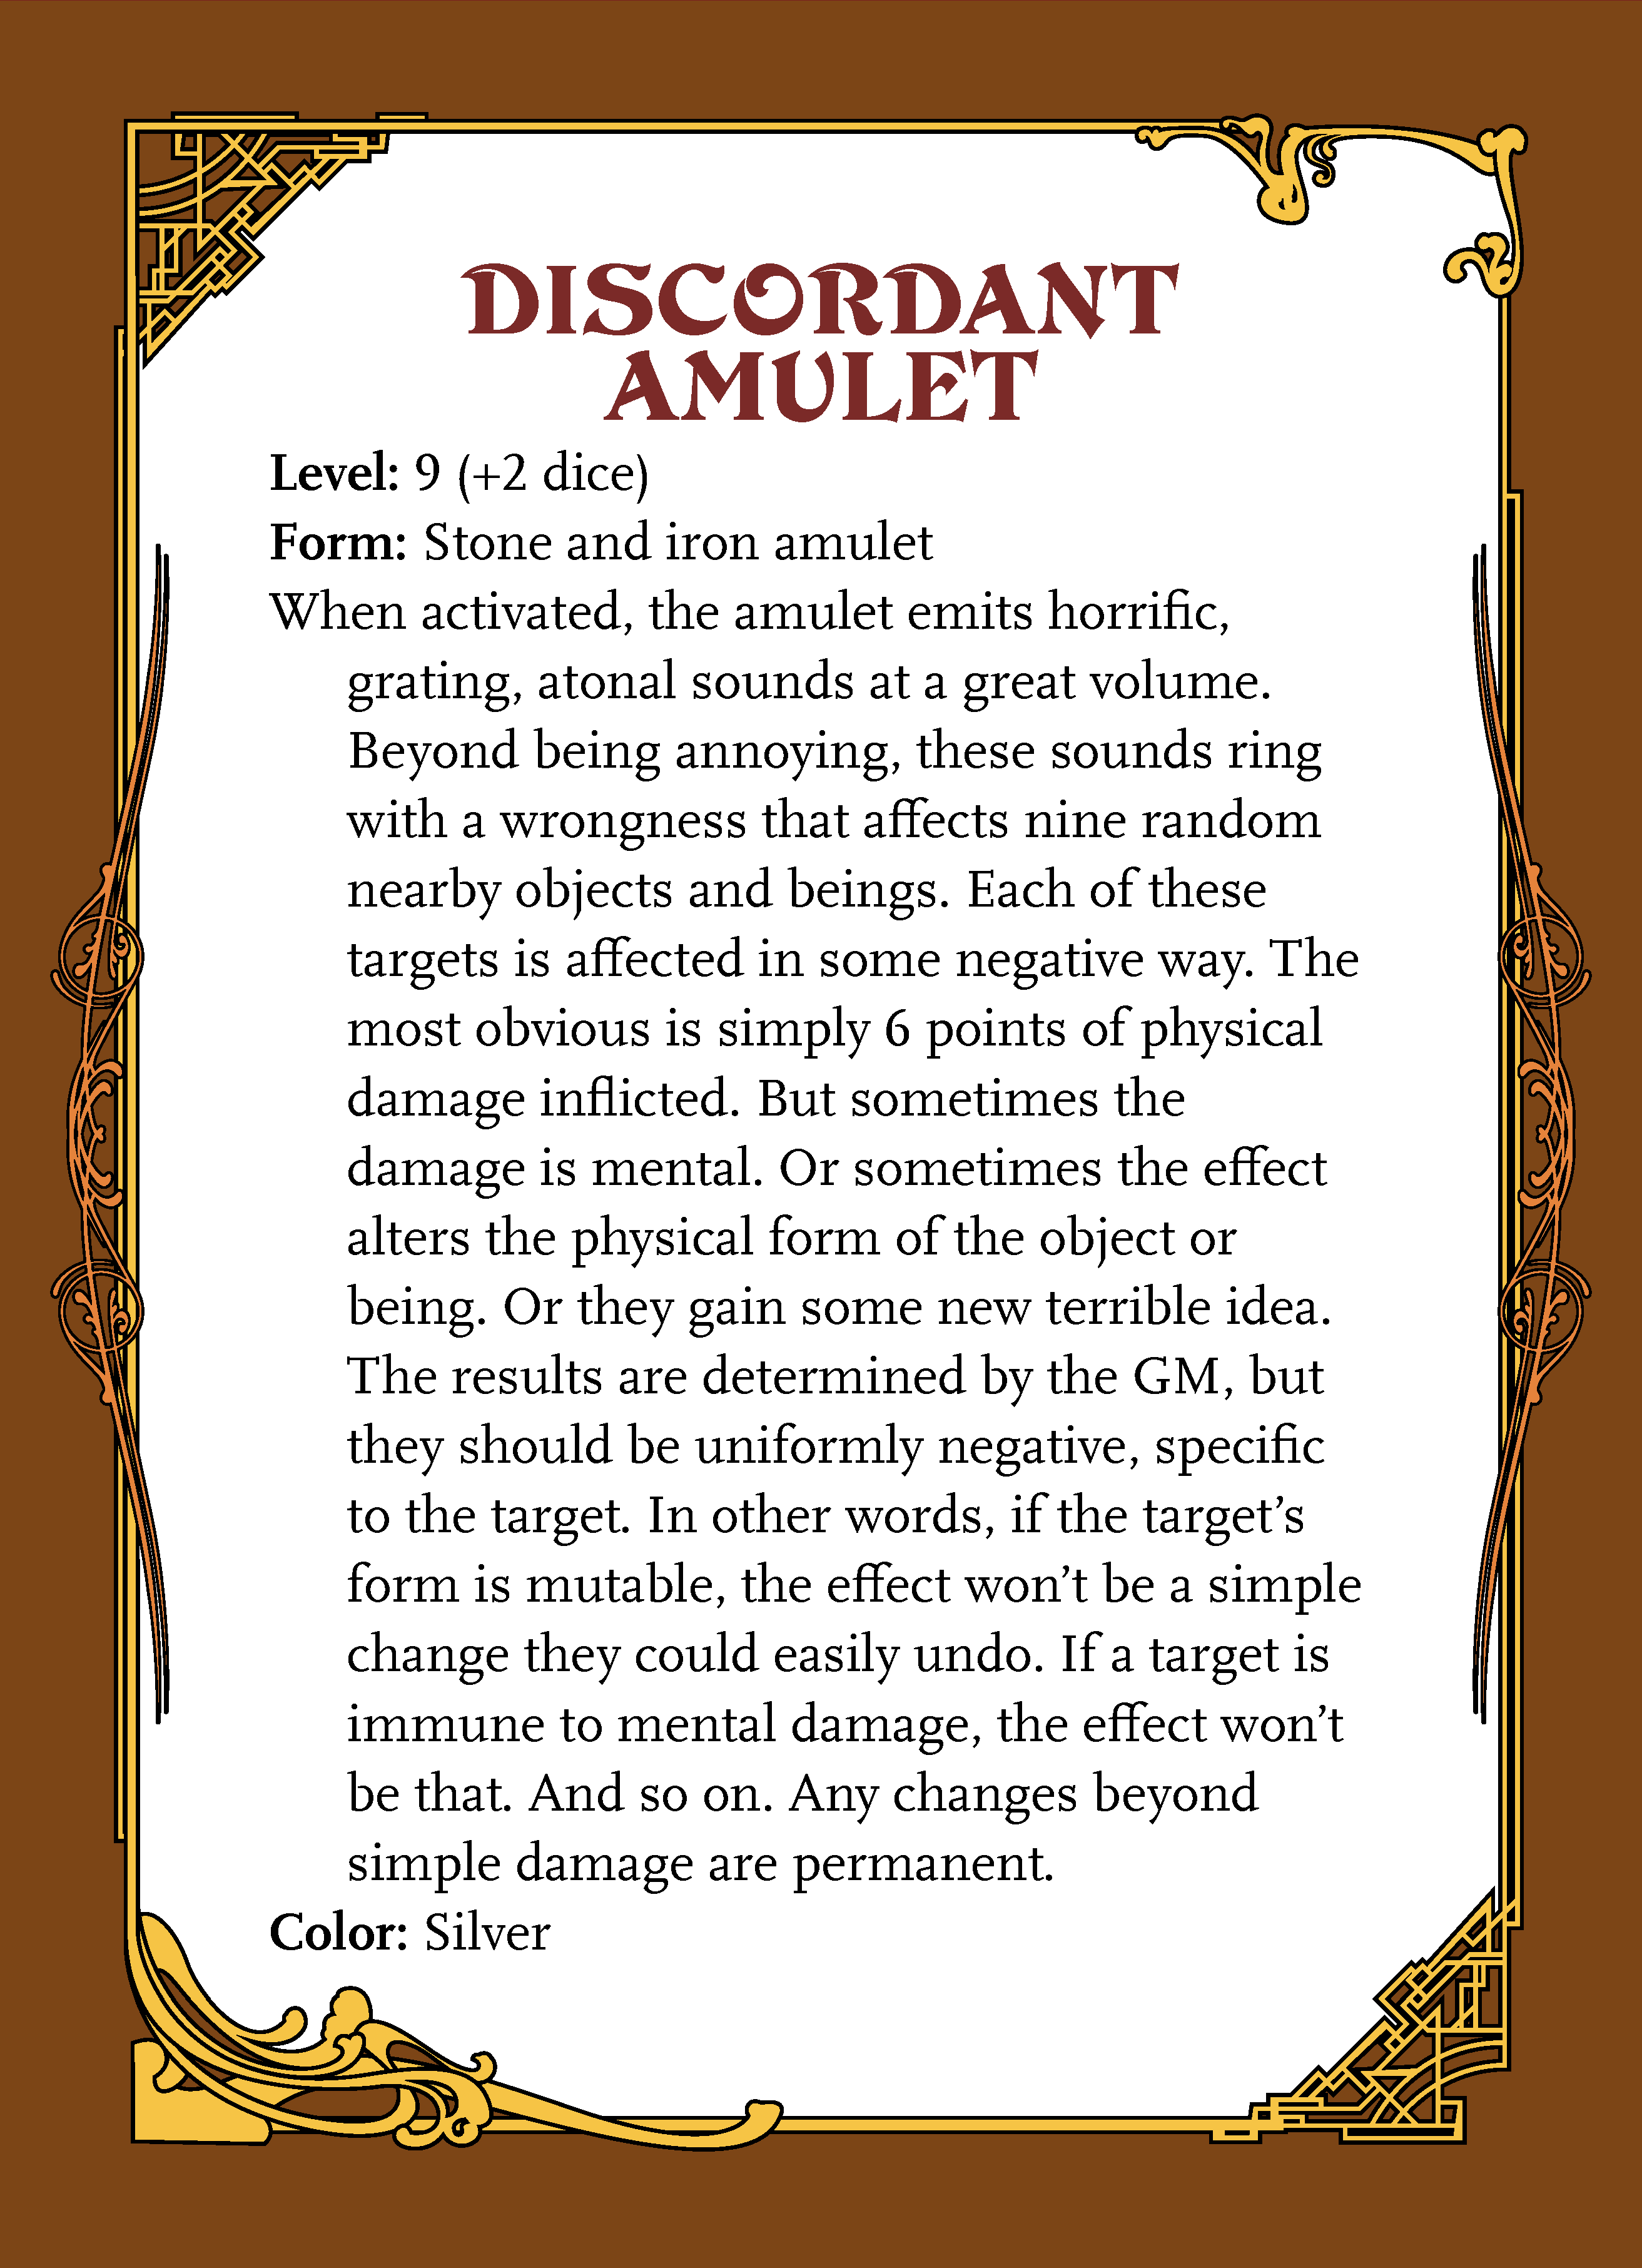 DISCORDANT
AMULET
Level: 9 (+2 dice)
Form: Stone and iron amulet
When activated, the amulet emits horrific,
grating, atonal sounds at a great volume.
Beyond being annoying, these sounds ring
with a wrongness that affects nine random
nearby objects and beings. Each of these
targets is affected in some negative way. The
most obvious is simply 6 points of physical
damage inflicted. But sometimes the
damage is mental. Or sometimes the effect
alters the physical form of the object or
being. Or they gain some new terrible idea.
The results are determined by the GM, but
they should be uniformly negative, specific
to the target. In other words, if the target’s
form is mutable, the effect won’t be a simple
change they could easily undo. If a target is
immune to mental damage, the effect won’t
be that. And so on. Any changes beyond
simple damage are permanent.
Color: Silver